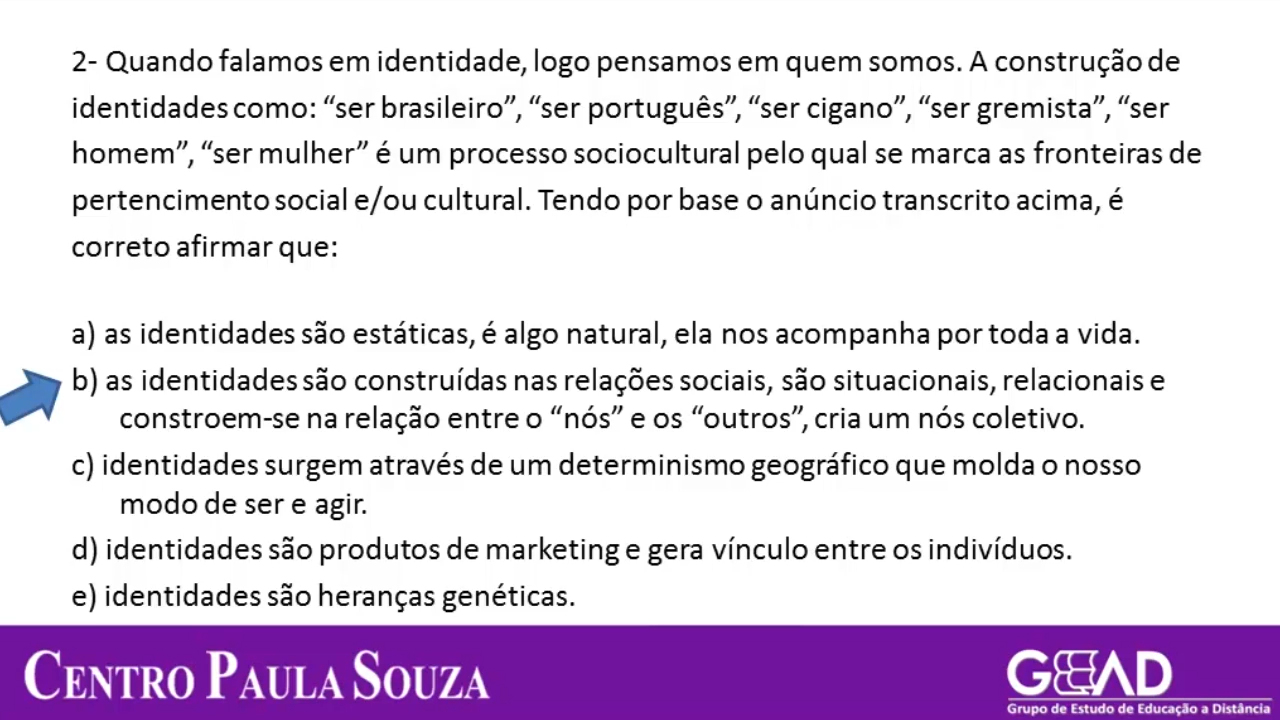 2- Quando falamos em identidade, logo pensamos em quem somos. A construção de
identidades como: “ser brasileiro”, “ser português”, “ser cigano”, “ser gremista”, “ser
homem”, “ser mulher” é um processo sociocultural pelo qual se marca as fronteiras de
pertencimento social e/ou cultural. Tendo por base o anúncio transcrito acima, é
correto afirmar que:
a) as identidades são estáticas, é algo natural, ela nos acompanha por toda a vida.
b) as identidades são construídas nas relações sociais, são situacionais, relacionais e
constroem-se na relação entre o “nós” e os “outros”, cria um nós coletivo.
c) identidades surgem através de um determinismo geográfico que molda o nosso
modo de ser e agir.
d) identidades são produtos de marketing e gera vínculo entre os indivíduos.
e) identidades são heranças genéticas.
CENTRO PAULA SOUZA
GEEAD
Grupo de Estudo de Educação a Distância